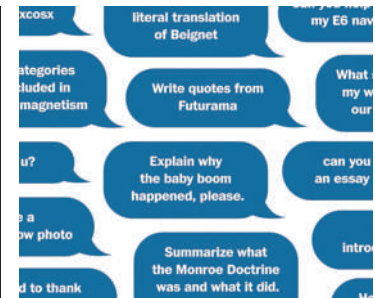 xcosx
literal translation
of Beignet
my E6 nav
ategories
cluded in
magnetism
Write quotes from
Futurama
What
my w
our
u?
Explain why
the baby boom
happened, please.
can you
an essay
e a
ow photo
Summarize what
the Monroe Doctrine
was and what it did.
introd
d to thank